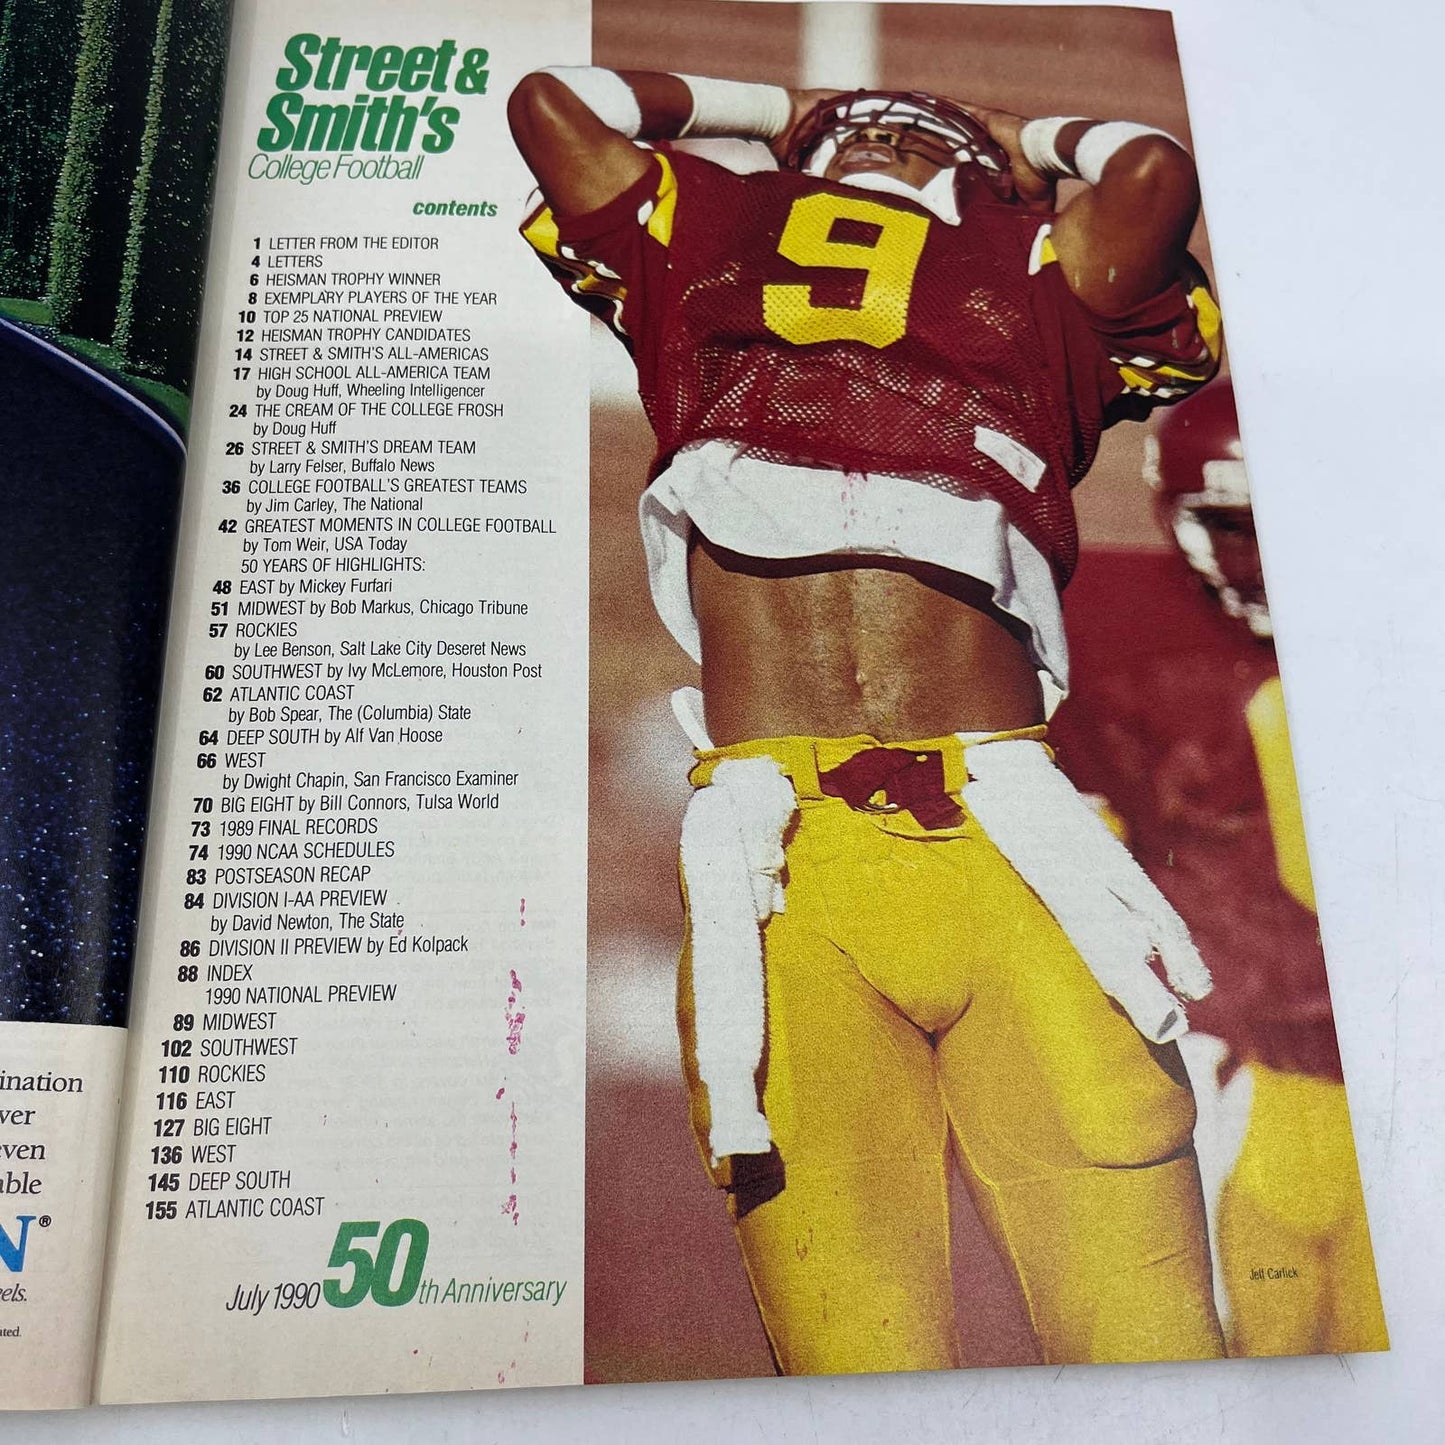 Street &
Smith's
College Football
contents
1 LETTER FROM THE EDITOR
4 LETTERS
6 HEISMAN TROPHY WINNER
8 EXEMPLARY PLAYERS OF THE YEAR
10 TOP 25 NATIONAL PREVIEW
12 HEISMAN TROPHY CANDIDATES
14 STREET & SMITH'S ALL-AMERICAS
17 HIGH SCHOOL ALL-AMERICA TEAM
by Doug Huff, Wheeling Intelligencer
24 THE CREAM OF THE COLLEGE FROSH
by Doug Huff
26 STREET & SMITH'S DREAM TEAM
by Larry Felser, Buffalo News
36 COLLEGE FOOTBALL'S GREATEST TEAMS
by Jim Carley, The National
42 GREATEST MOMENTS IN COLLEGE FOOTBALL
by Tom Weir, USA Today
50 YEARS OF HIGHLIGHTS:
48 EAST by Mickey Furfari
51 MIDWEST by Bob Markus, Chicago Tribune
57 ROCKIES
by Lee Benson, Salt Lake City Deseret News
60 SOUTHWEST by Ivy McLemore, Houston Post
62 ATLANTIC COAST
by Bob Spear, The (Columbia) State
64 DEEP SOUTH by Alf Van Hoose
66 WEST
by Dwight Chapin, San Francisco Examiner
70 BIG EIGHT by Bill Connors, Tulsa World
73 1989 FINAL RECORDS
74 1990 NCAA SCHEDULES
83 POSTSEASON RECAP
84 DIVISION I-AA PREVIEW
by David Newton, The State
86 DIVISION II PREVIEW by Ed Kolpack
88 INDEX
1990 NATIONAL PREVIEW
89 MIDWEST
102 SOUTHWEST
110 ROCKIES
116 EAST
127 BIG EIGHT
136 WEST
145 DEEP SOUTH
155 ATLANTIC COAST
July 1990 50th Anniversary
9
Jeff Carlick
ination
ver
even
able
N®
eels.
ated.